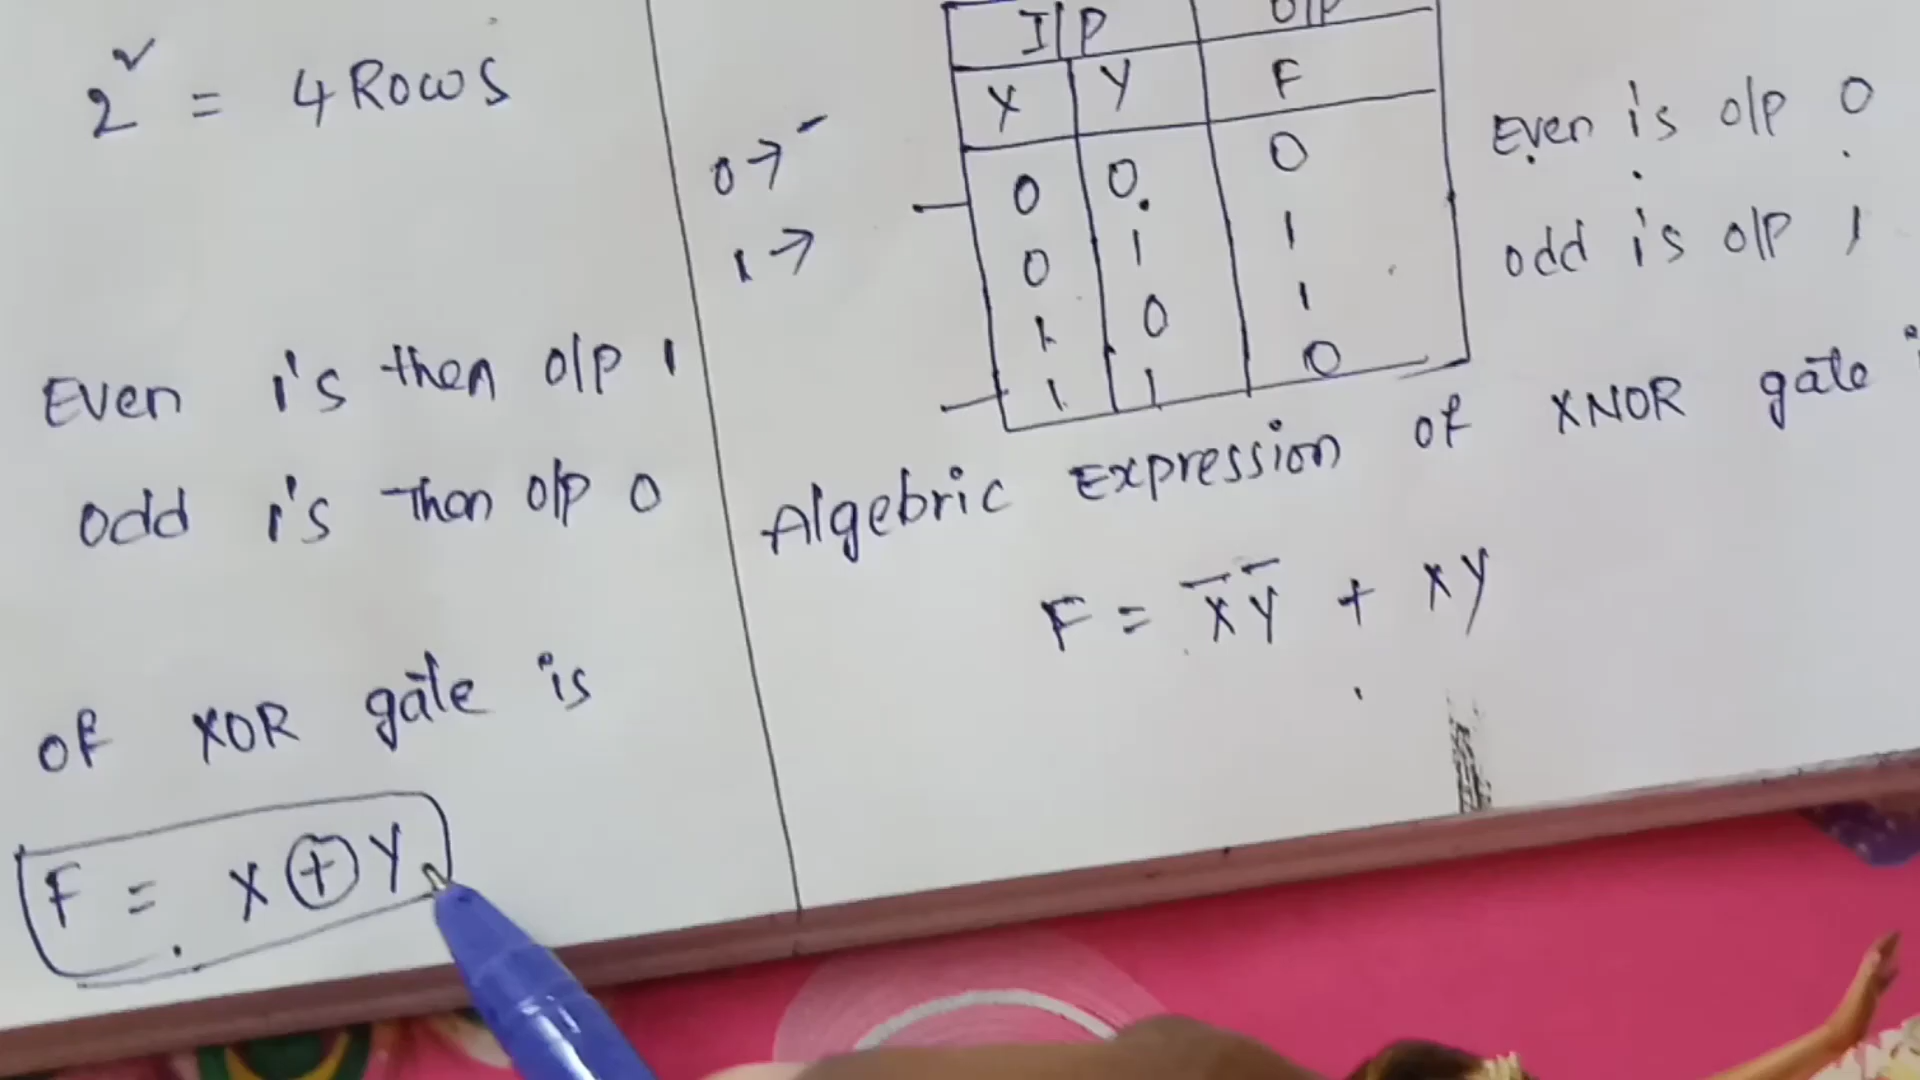 2² = 4 Rows
Even 1's then o/p 1
odd 1's then o/p 0
of XOR gate is
F = X ⊕ Y
0 →
1 →
I/P O/P
X Y F
0 0 0
0 1 1
1 0 1
1 1 0
Even 1s o/p 0
odd 1s o/p 1
Algebric Expression of XNOR gate
F = X̅ Y̅ + XY